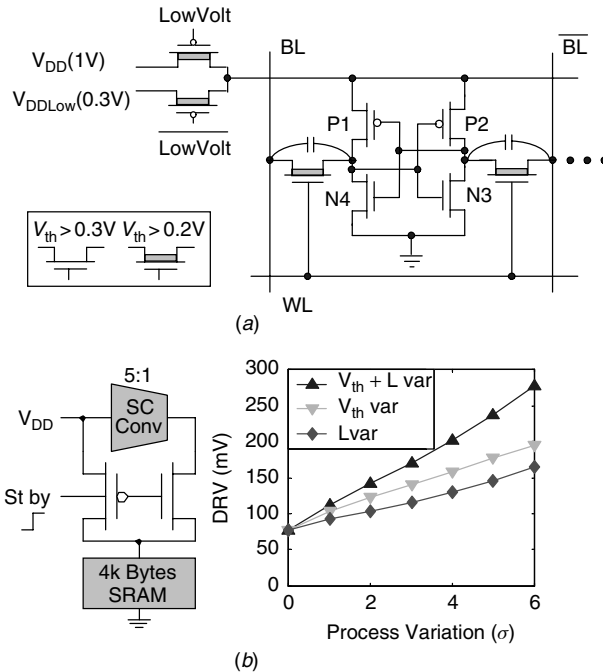 LowVolt
V_DD(1V)
V_DDLow(0.3V)
L̅o̅w̅V̅o̅l̅t̅
BL
B̅L̅
P1
P2
N4
N3
V_th > 0.3V
V_th > 0.2V
WL
(a)
5:1
V_DD
SC
Conv
St by
4k Bytes
SRAM
300
250
200
150
100
50
0
DRV (mV)
V_th + L var
V_th var
Lvar
0
2
4
6
Process Variation (σ)
(b)